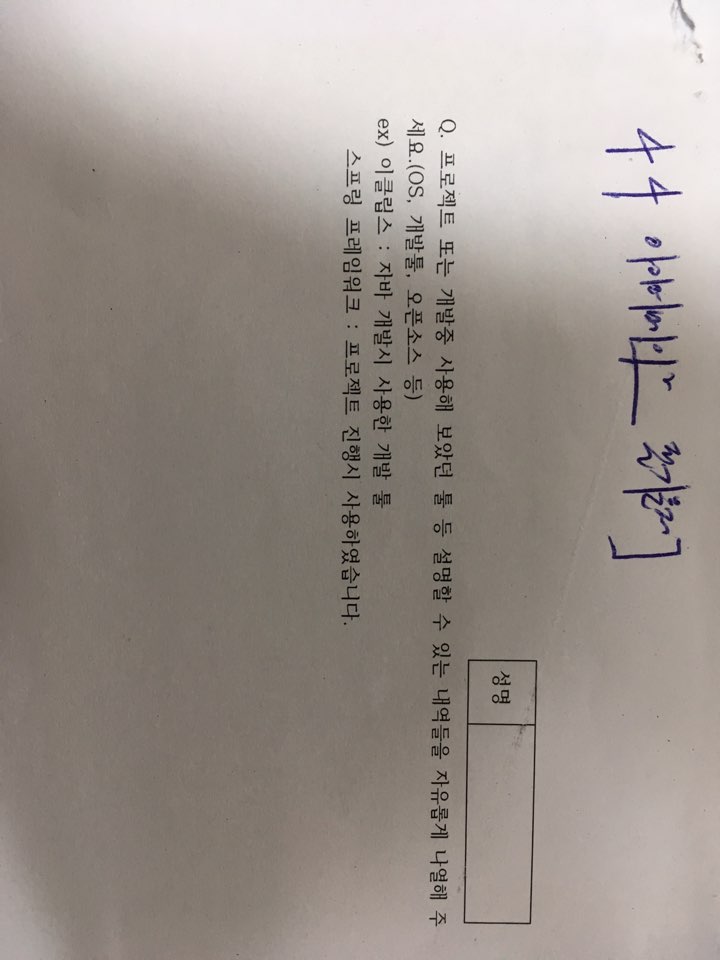 성명
Q. 프로젝트 또는 개발중 사용해 보았던 툴 등 설명할 수 있는 내역들을 자유롭게 나열해 주
세요.(OS, 개발툴, 오픈소스 등)
ex) 이클립스 : 자바 개발시 사용한 개발 툴
스프링 프레임워크 : 프로젝트 진행시 사용하였습니다.